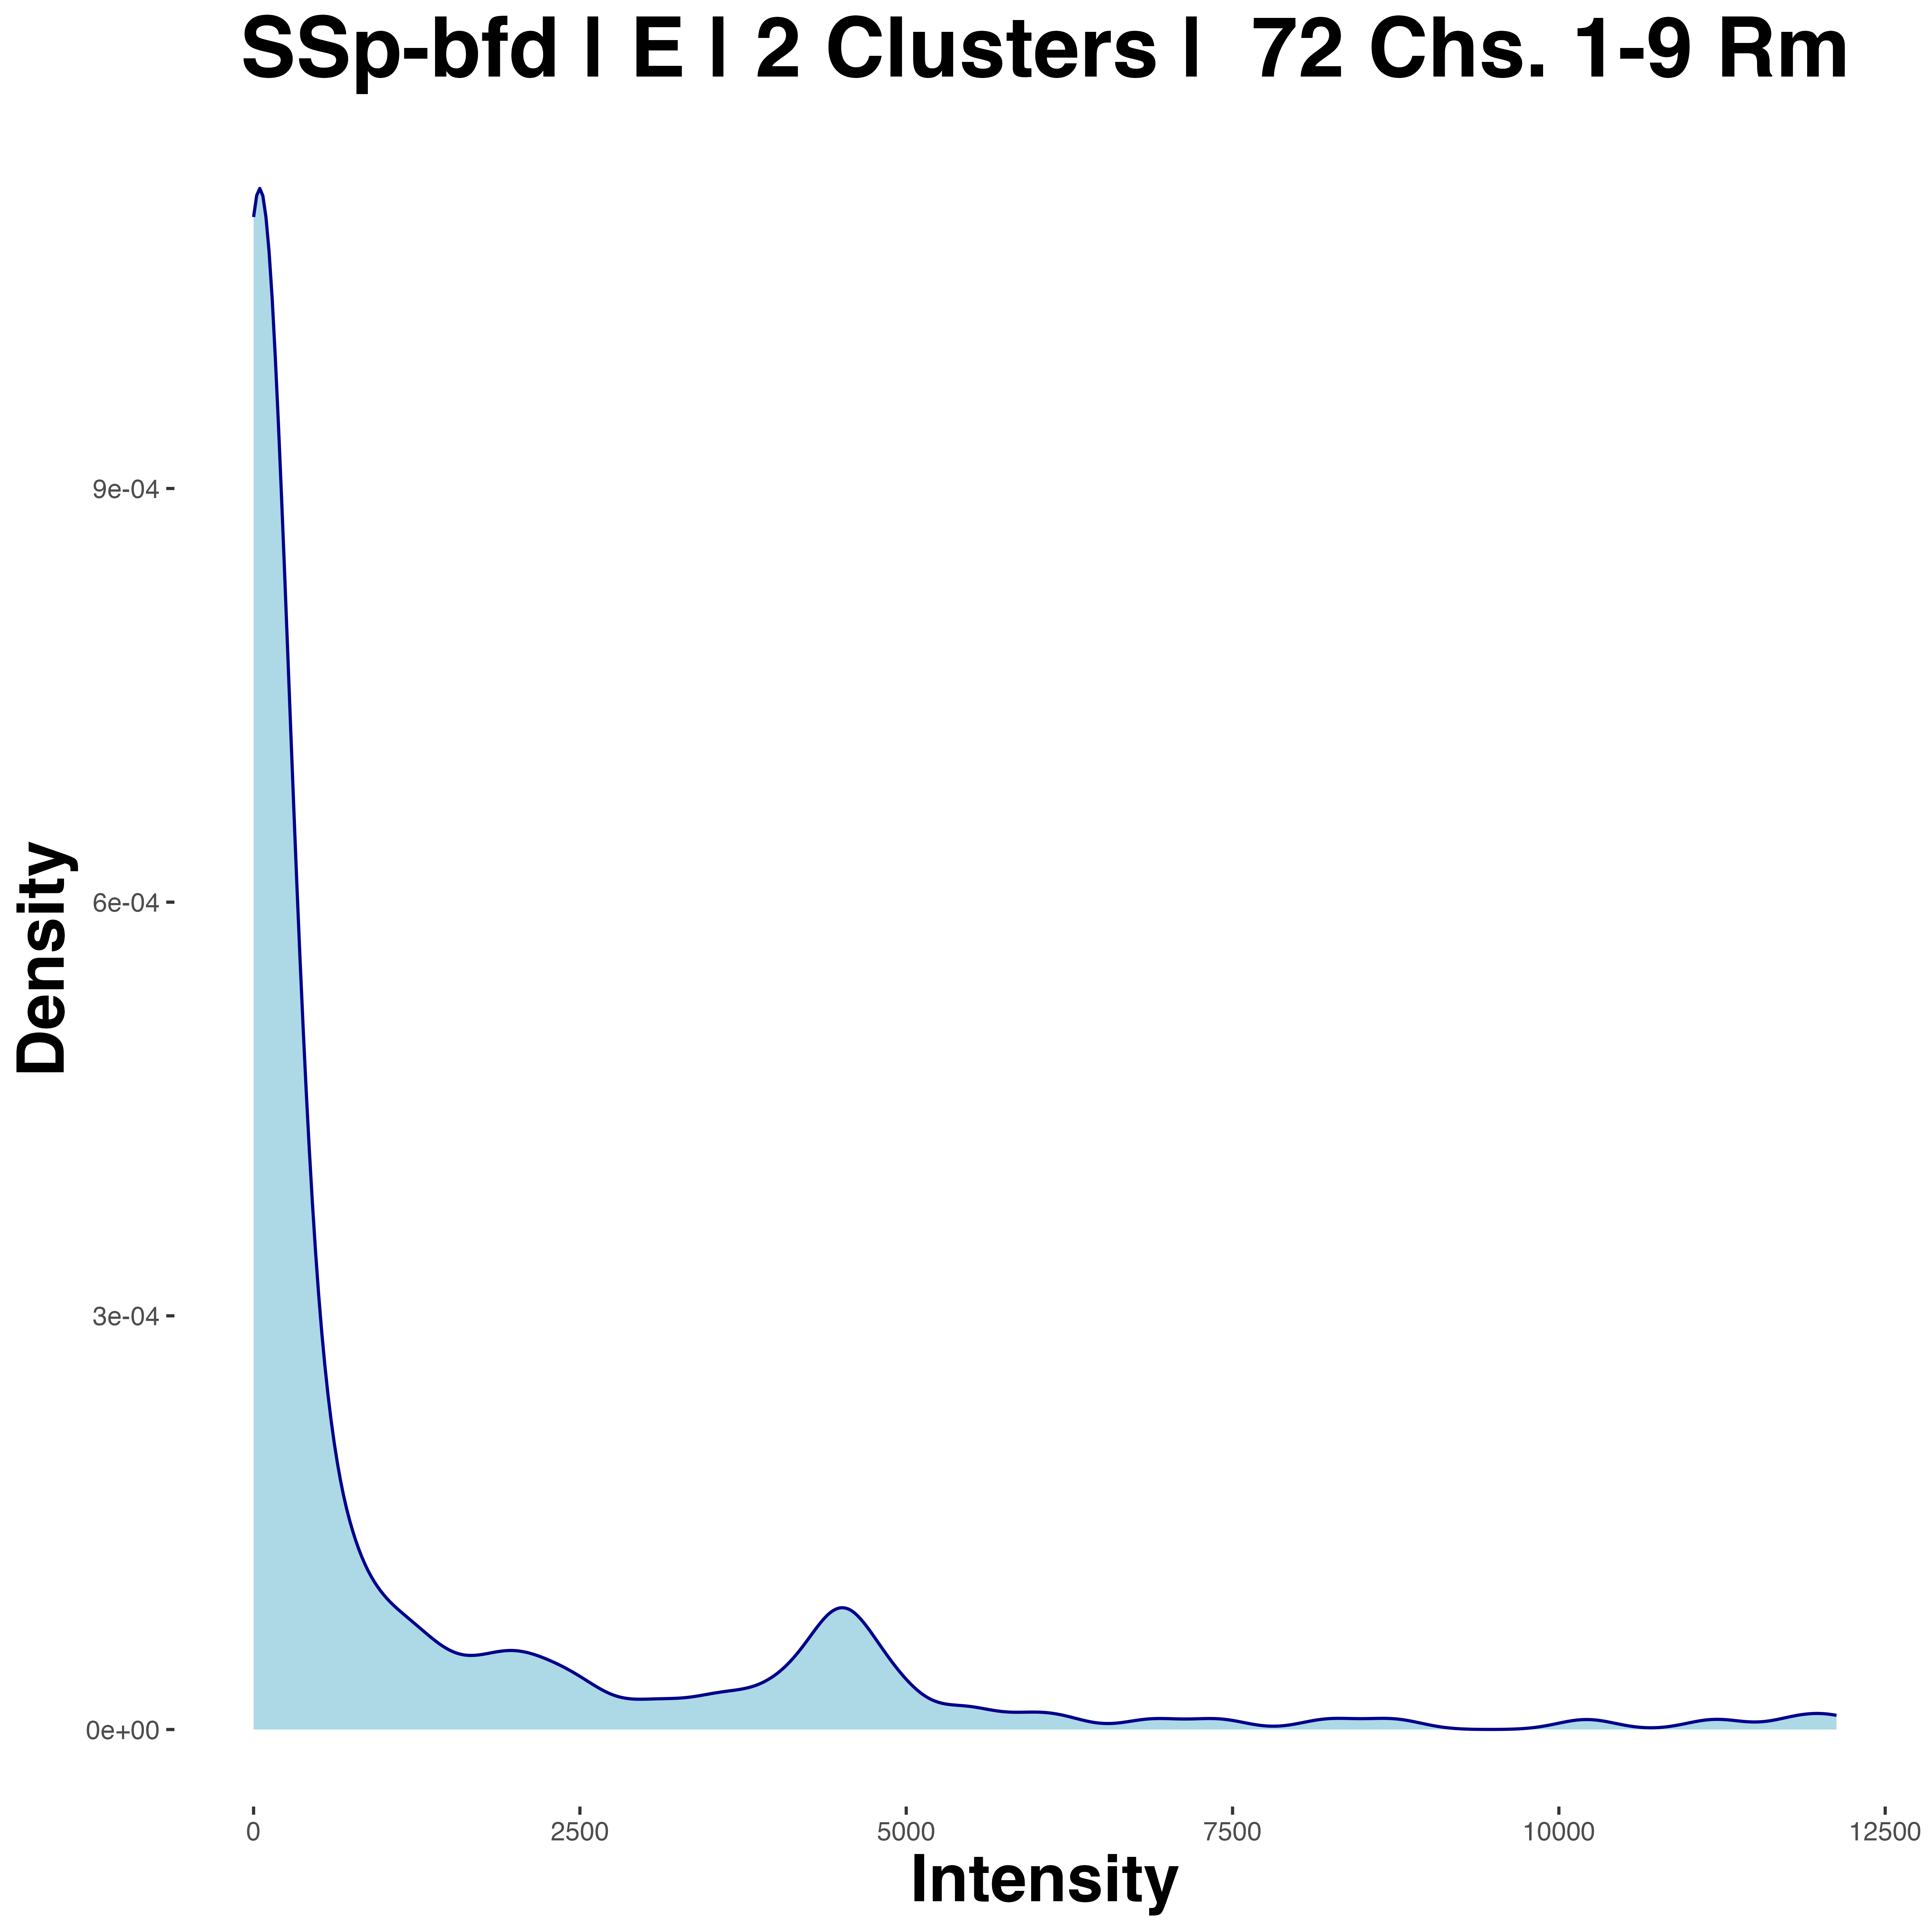 SSp-bfd | E | 2 Clusters |  72 Chs. 1-9 Rm
Density
9e-04
6e-04
3e-04
0e+00
0
2500
5000
7500
10000
12500
Intensity